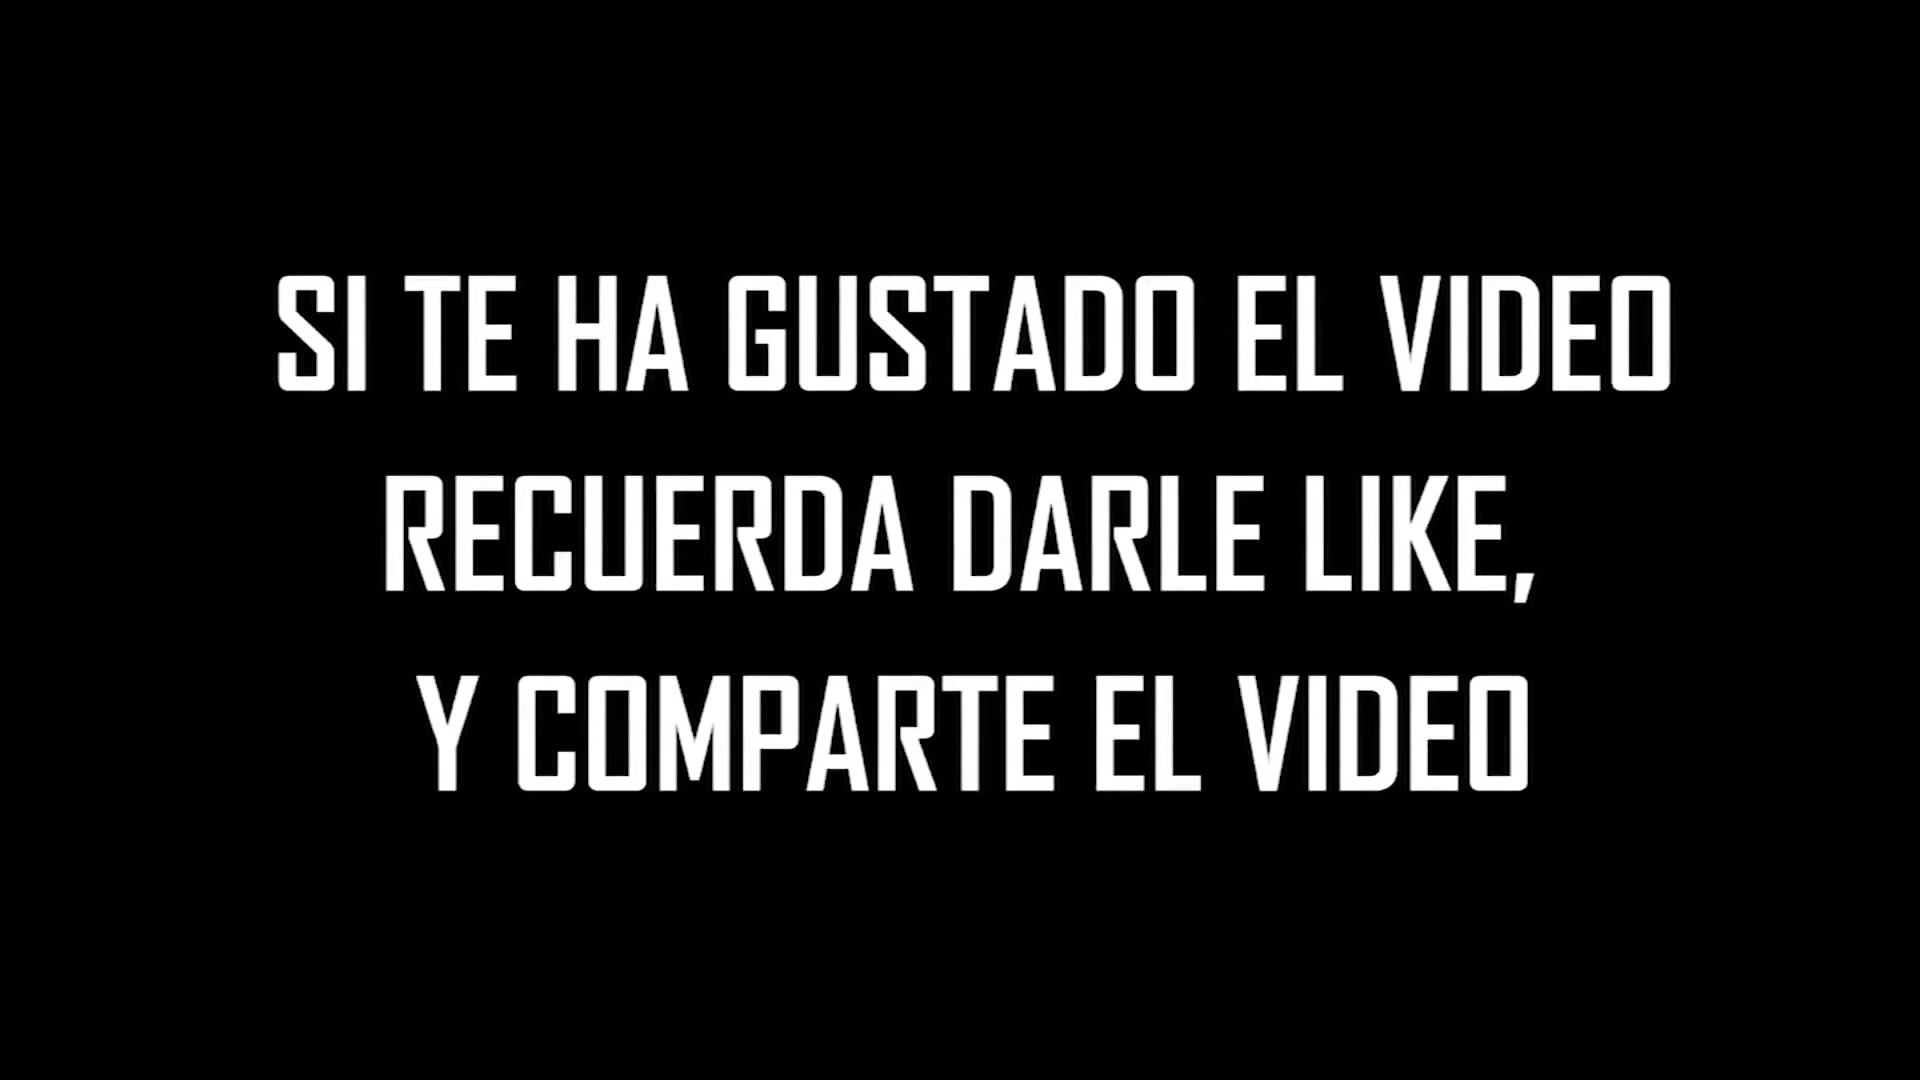 SI TE HA GUSTADO EL VIDEO
RECUERDA DARLE LIKE,
Y COMPARTE EL VIDEO